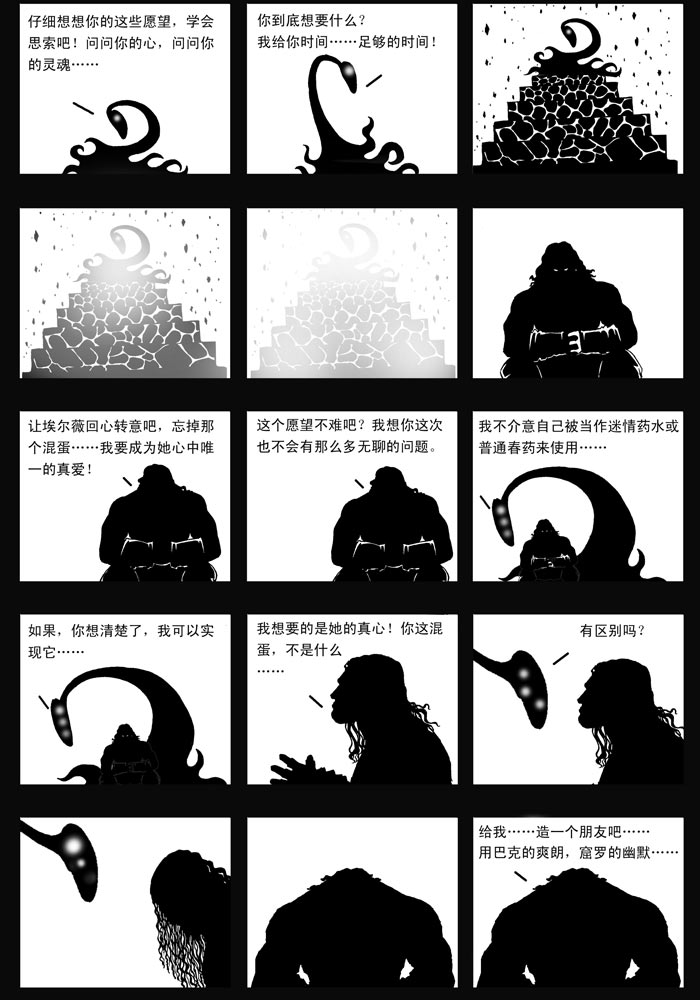 仔细想想你的这些愿望，学会
思索吧！问问你的心，问问你
的灵魂……
你到底想要什么？
我给你时间……足够的时间！
让埃尔薇回心转意吧，忘掉那
个混蛋……我要成为她心中唯
一的真爱！
这个愿望不难吧？我想你这次
也不会有那么多无聊的问题。
我不介意自己被当作迷情药水或
普通春药来使用……
如果，你想清楚了，我可以实
现它……
我想要的是她的真心！你这混
蛋，不是什么
……
有区别吗？
给我……造一个朋友吧……
用巴克的爽朗，窟罗的幽默……